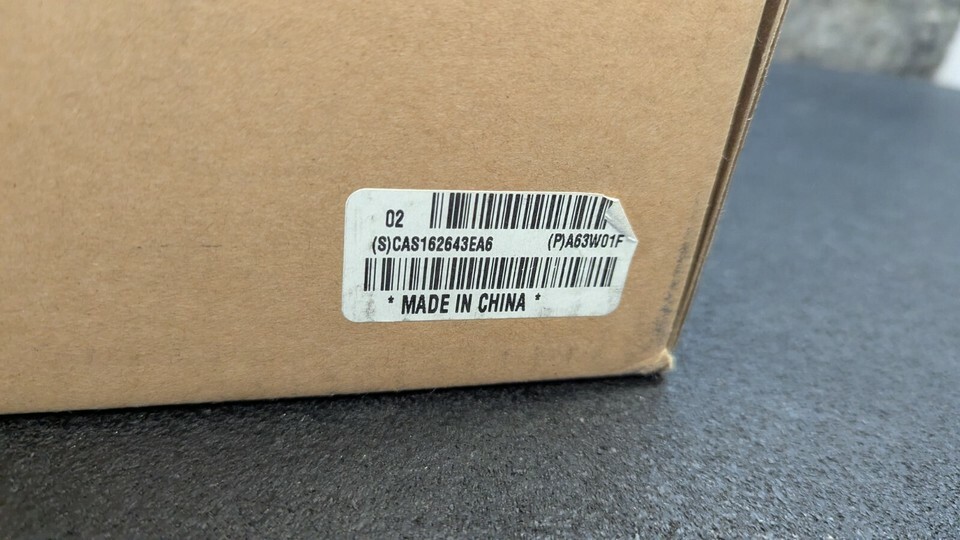 02
(S)CAS162643EA6 (P)A63W01F
* MADE IN CHINA *